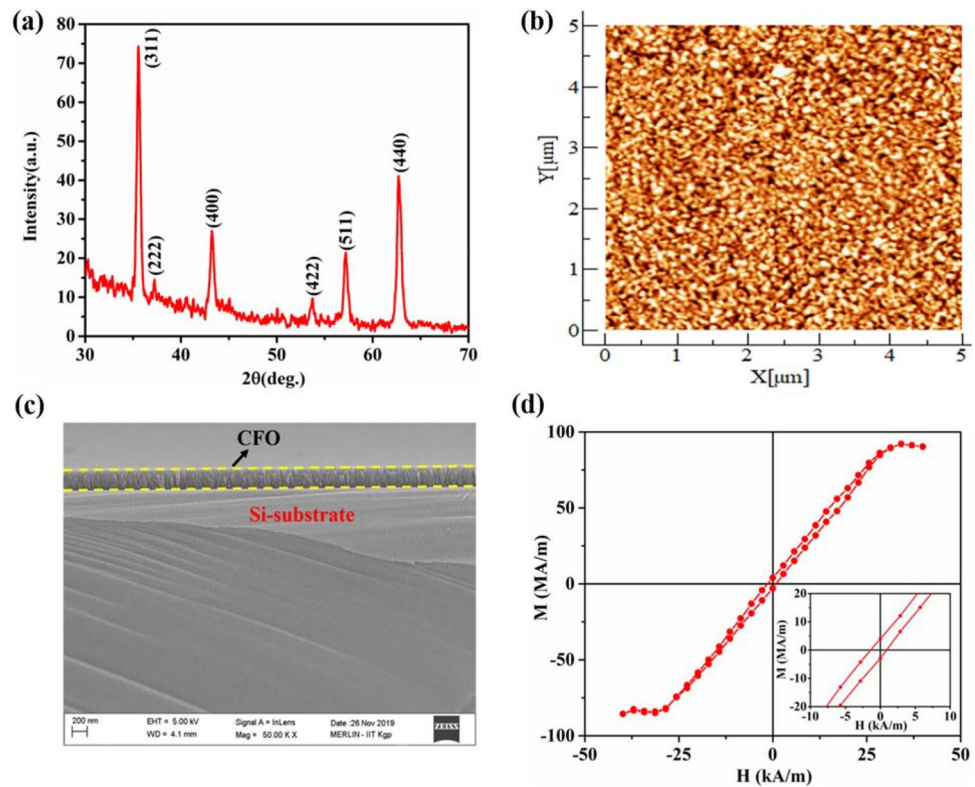 (a)
80
70
60
50
40
30
20
10
0
Intensity(a.u.)
(311)
(222)
(400)
(422)
(511)
(440)
30 40 50 60 70
2θ(deg.)
(b)
5
4
3
2
1
0
Y[μm]
0 1 2 3 4 5
X[μm]
(c)
CFO
Si-substrate
200 nm
EHT = 5.00 kV
WD = 4.1 mm
Signal A = InLens
Mag = 50.00 K X
Date :26 Nov 2019
MERLIN - IIT Kgp
ZEISS
(d)
100
50
0
-50
-100
M (MA/m)
-50 -25 0 25 50
H (kA/m)
20
10
0
-10
-20
M (MA/m)
-10 -5 0 5 10
H (kA/m)